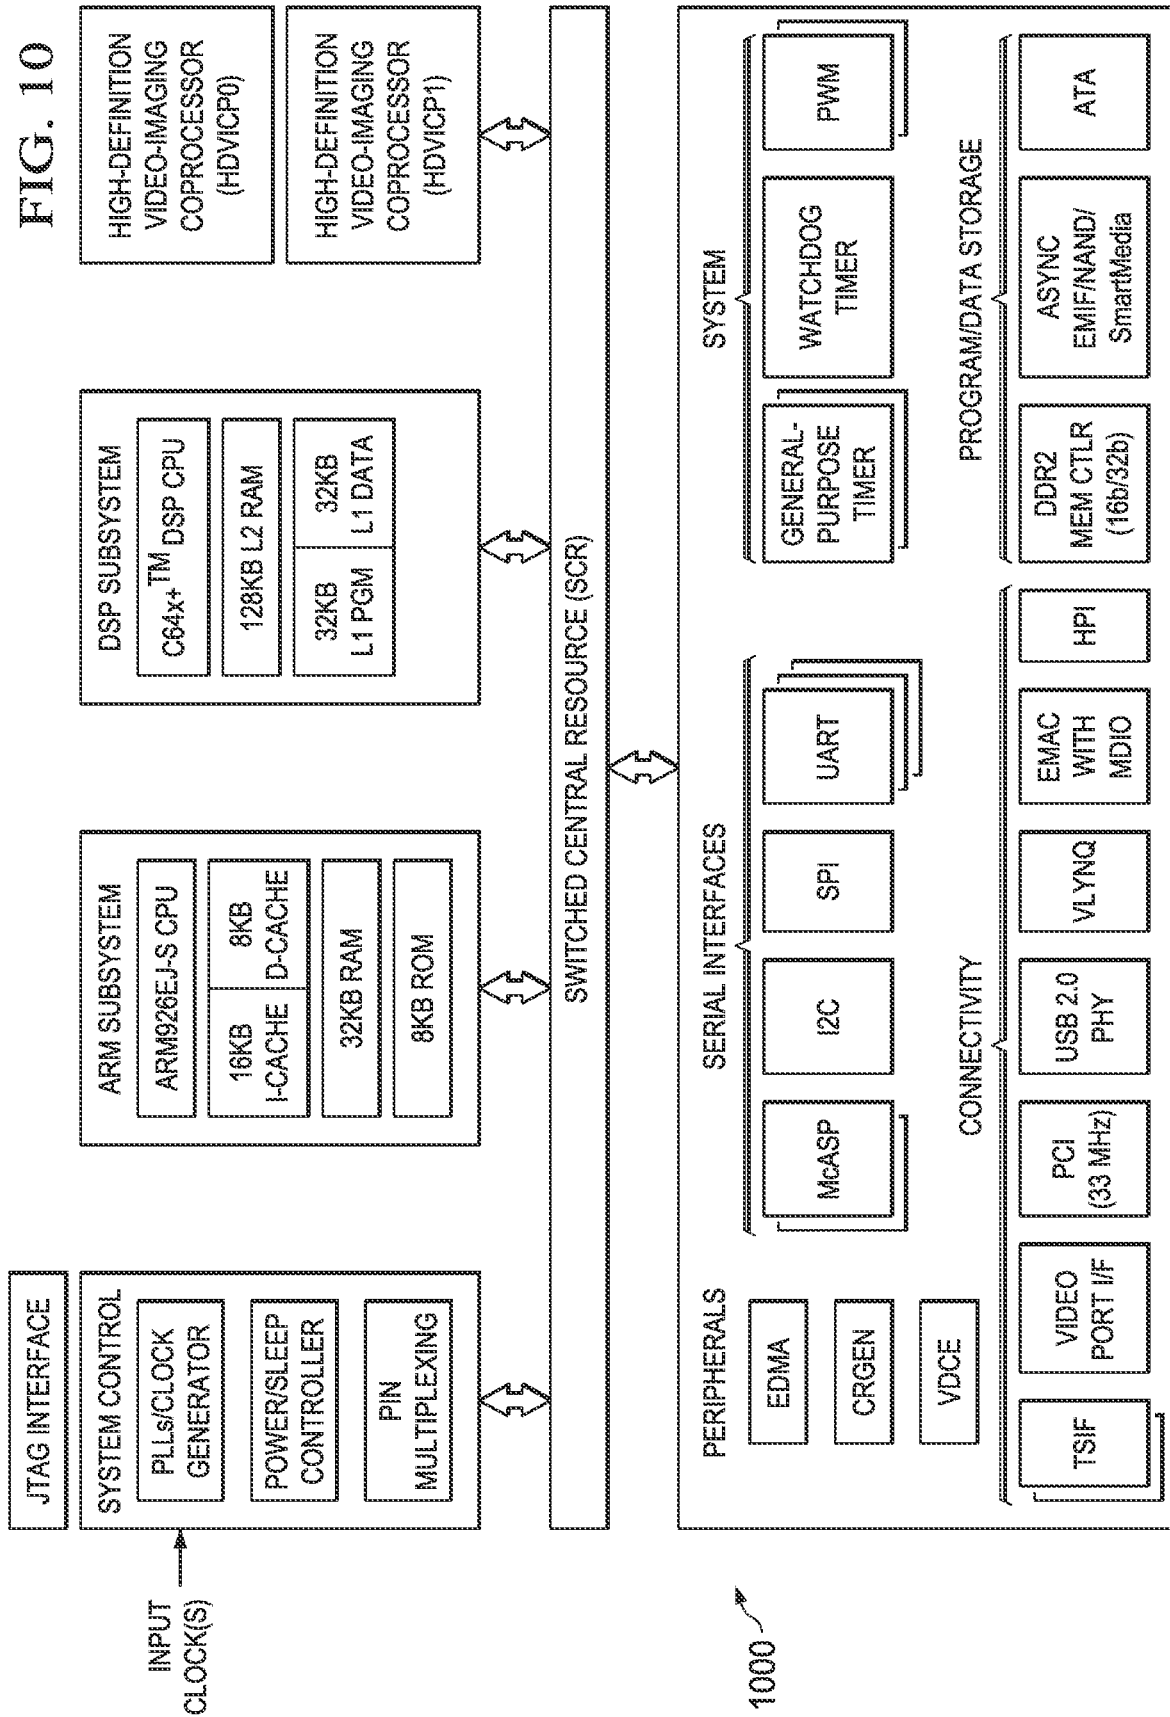 FIG. 10
JTAG INTERFACE
INPUT
CLOCK(S)
SYSTEM CONTROL
PLLs/CLOCK
GENERATOR
POWER/SLEEP
CONTROLLER
PIN
MULTIPLEXING
ARM SUBSYSTEM
ARM926EJ-S CPU
16KB
I-CACHE
8KB
D-CACHE
32KB RAM
8KB ROM
DSP SUBSYSTEM
C64x+TM DSP CPU
128KB L2 RAM
32KB
L1 PGM
32KB
L1 DATA
HIGH-DEFINITION
VIDEO-IMAGING
COPROCESSOR
(HDVICP0)
HIGH-DEFINITION
VIDEO-IMAGING
COPROCESSOR
(HDVICP1)
SWITCHED CENTRAL RESOURCE (SCR)
1000
PERIPHERALS
EDMA
CRGEN
VDCE
SERIAL INTERFACES
McASP
I2C
SPI
UART
SYSTEM
GENERAL-
PURPOSE
TIMER
WATCHDOG
TIMER
PWM
CONNECTIVITY
TSIF
VIDEO
PORT I/F
PCI
(33 MHz)
USB 2.0
PHY
VLYNQ
EMAC
WITH
MDIO
HPI
PROGRAM/DATA STORAGE
DDR2
MEM CTLR
(16b/32b)
ASYNC
EMIF/NAND/
SmartMedia
ATA